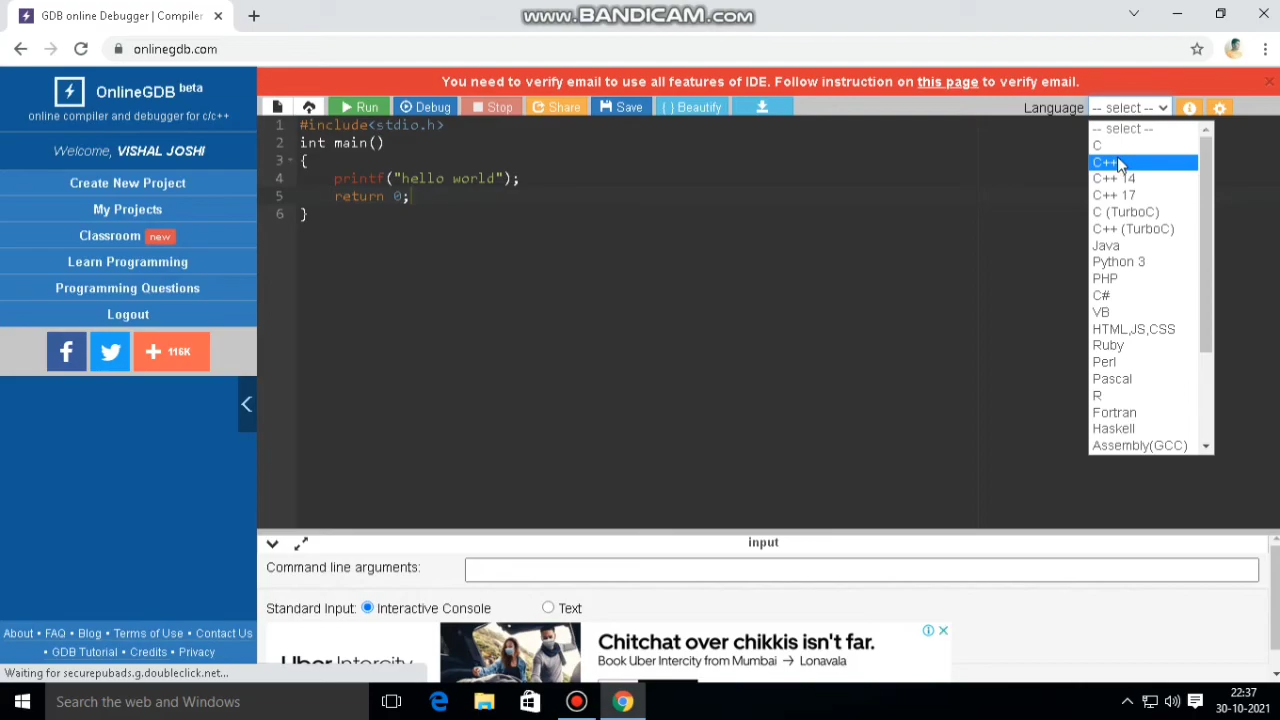 www.BANDICAM.com
GDB online Debugger | Compiler
onlinegdb.com
You need to verify email to use all features of IDE. Follow instruction on this page to verify email.
OnlineGDB beta
online compiler and debugger for c/c++
Welcome, VISHAL JOSHI
Create New Project
My Projects
Classroom new
Learn Programming
Programming Questions
Logout
f + 116K
Run Debug Stop Share Save { } Beautify
Language -- select --
1 #include<stdio.h>
2 int main()
3 {
4 printf("hello world");
5 return 0;
6 }
-- select --
C
C++
C++ 14
C++ 17
C (TurboC)
C++ (TurboC)
Java
Python 3
PHP
C#
VB
HTML,JS,CSS
Ruby
Perl
Pascal
R
Fortran
Haskell
Assembly(GCC)
input
Command line arguments:
Standard Input: Interactive Console Text
Uber Intercity
Chitchat over chikkis isn't far.
Book Uber Intercity from Mumbai → Lonavala
About • FAQ • Blog • Terms of Use • Contact Us
• GDB Tutorial • Credits • Privacy
Waiting for securepubads.g.doubleclick.net...
Search the web and Windows
22:37
30-10-2021